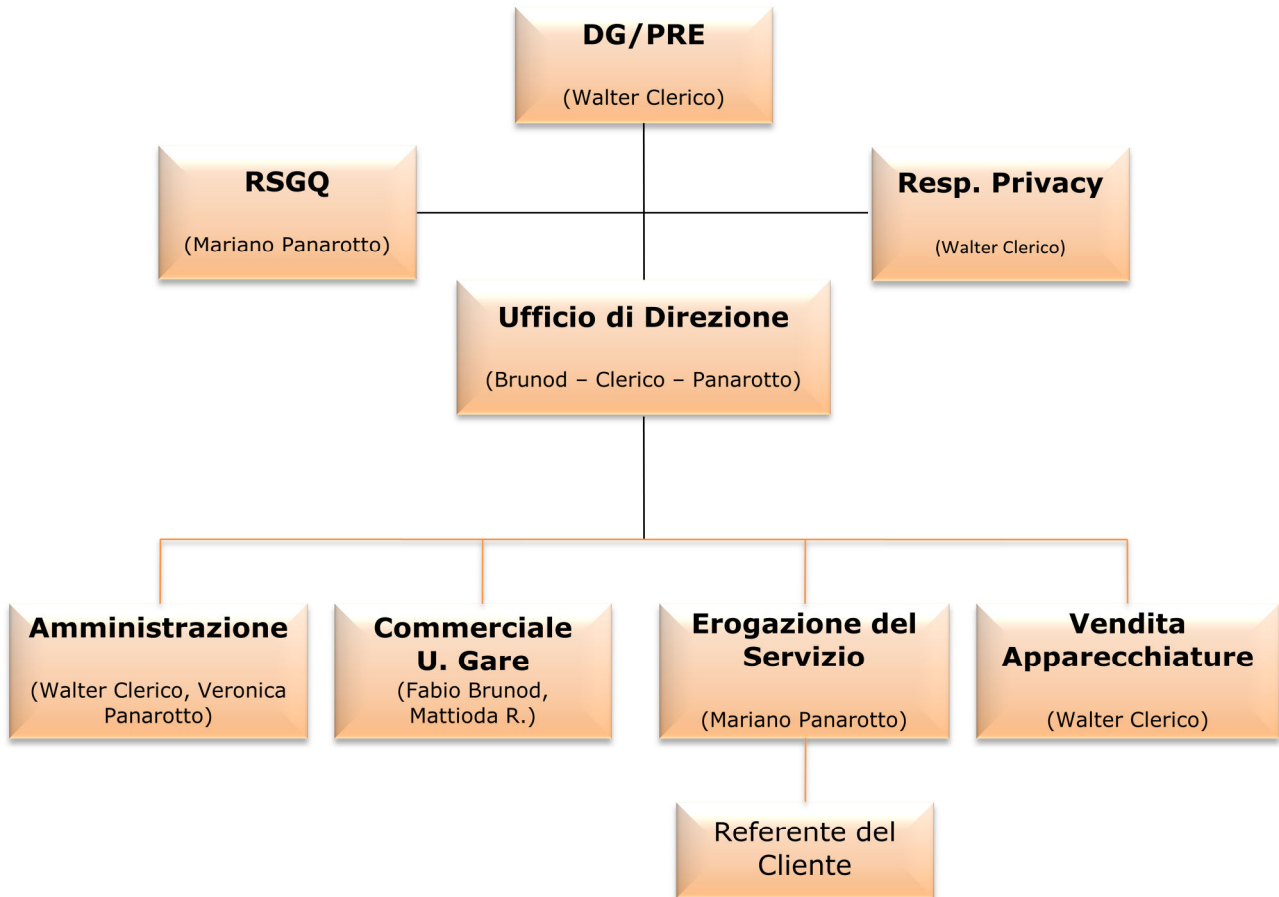 DG/PRE
(Walter Clerico)
RSGQ
(Mariano Panarotto)
Resp. Privacy
(Walter Clerico)
Ufficio di Direzione
(Brunod – Clerico – Panarotto)
Amministrazione
(Walter Clerico, Veronica
Panarotto)
Commerciale
U. Gare
(Fabio Brunod,
Mattioda R.)
Erogazione del
Servizio
(Mariano Panarotto)
Vendita
Apparecchiature
(Walter Clerico)
Referente del
Cliente